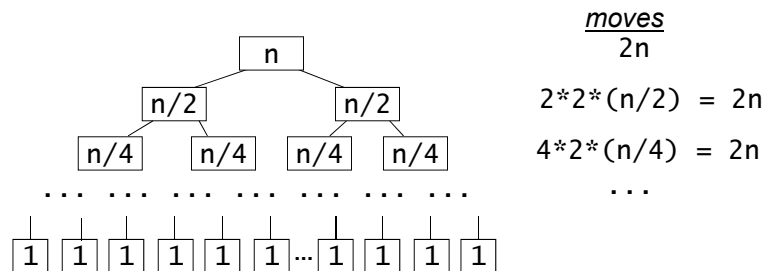 moves
n 2n
n/2 n/2 2*2*(n/2) = 2n
n/4 n/4 n/4 n/4 4*2*(n/4) = 2n
... ... ... ... ... ... ... ... ...
1 1 1 1 1 1 ... 1 1 1 1